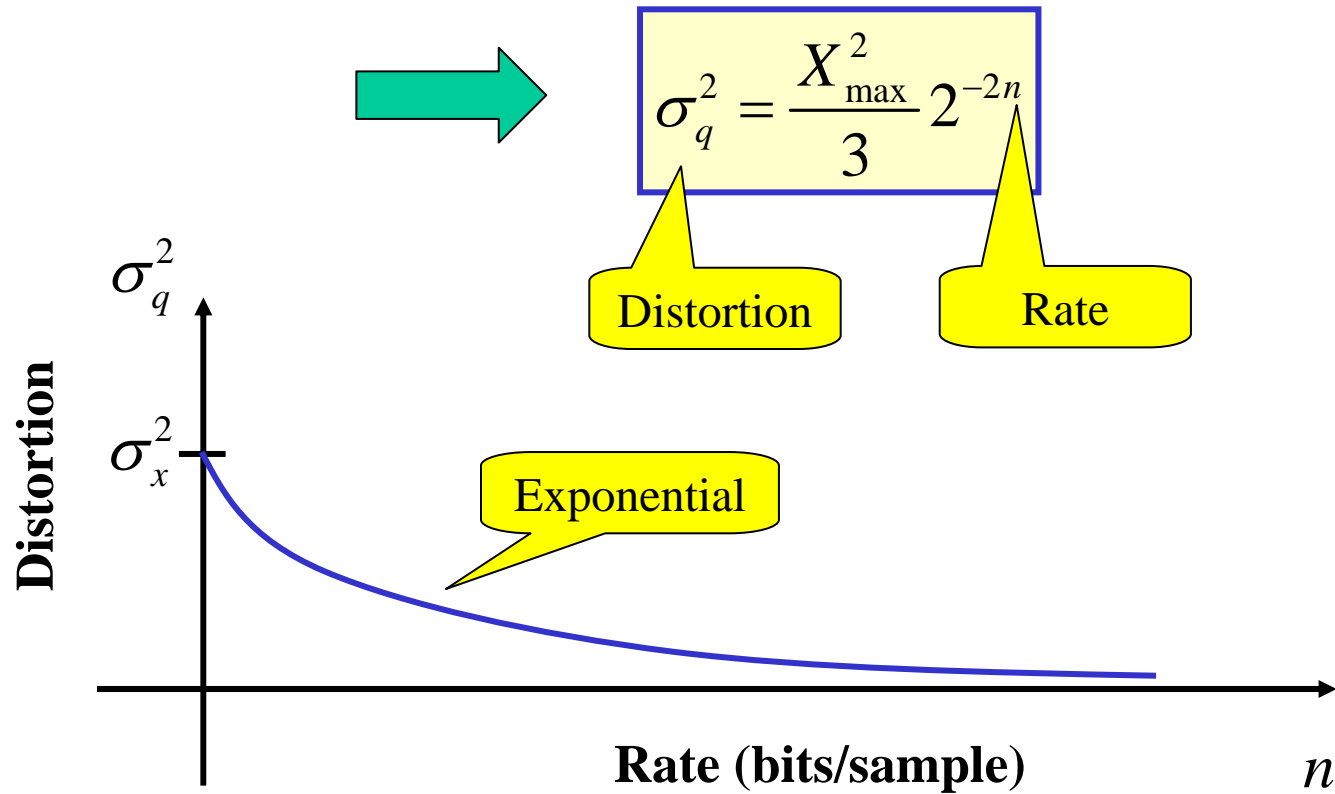 σ_q^2 = X_max^2 / 3 2^{-2n}
Distortion
Rate
σ_q^2
σ_x^2
Distortion
Exponential
Rate (bits/sample)
n